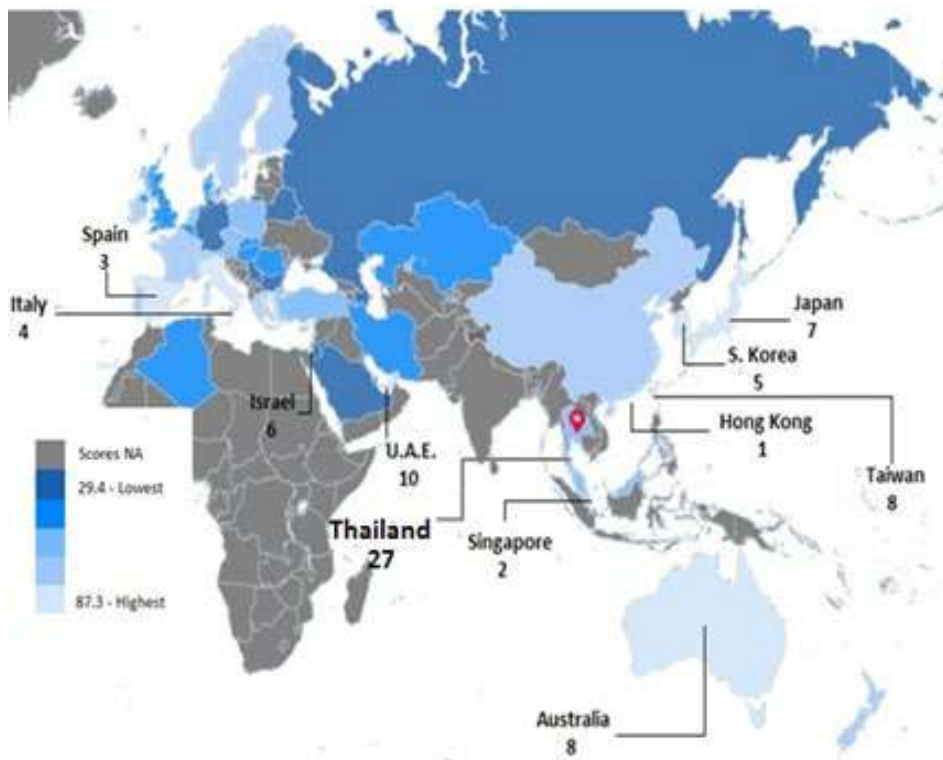 Spain
3
Italy
4
Japan
7
S. Korea
5
Israel
6
U.A.E.
10
Hong Kong
1
Taiwan
8
Thailand
27
Singapore
2
Australia
8
Scores NA
29.4 - Lowest
87.3 - Highest